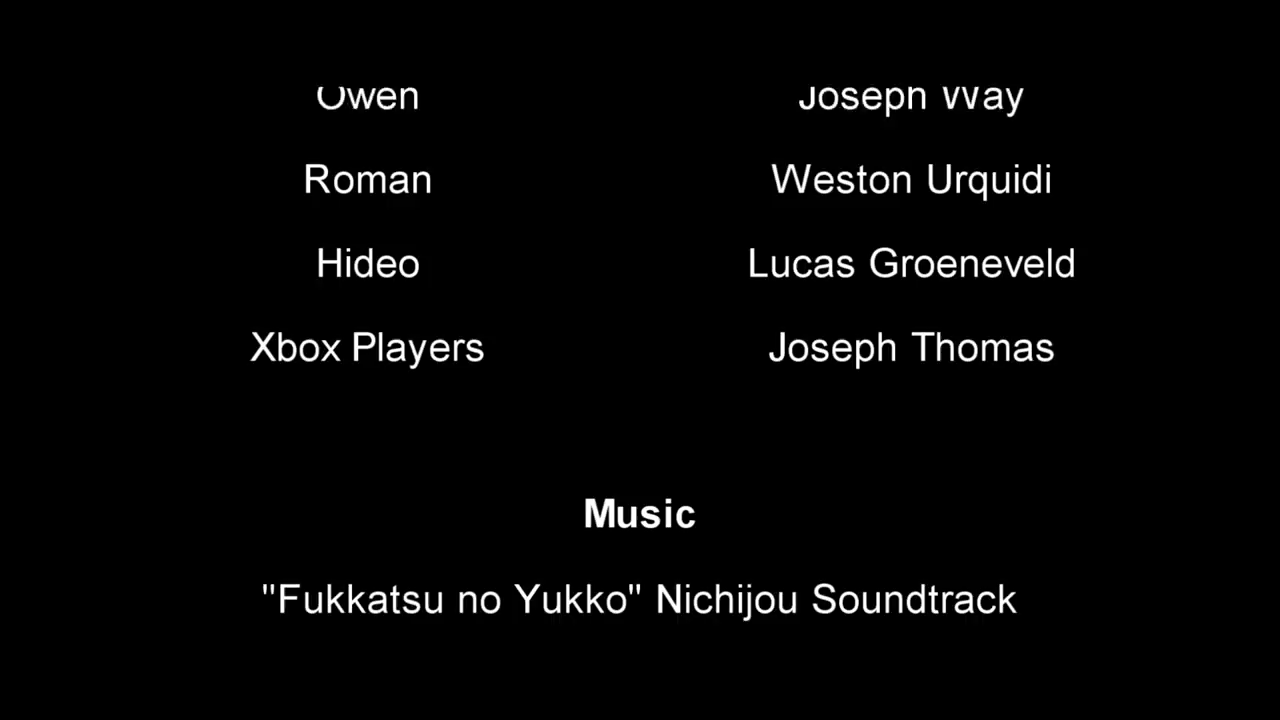 Owen Joseph Way
Roman Weston Urquidi
Hideo Lucas Groeneveld
Xbox Players Joseph Thomas
Music
"Fukkatsu no Yukko" Nichijou Soundtrack